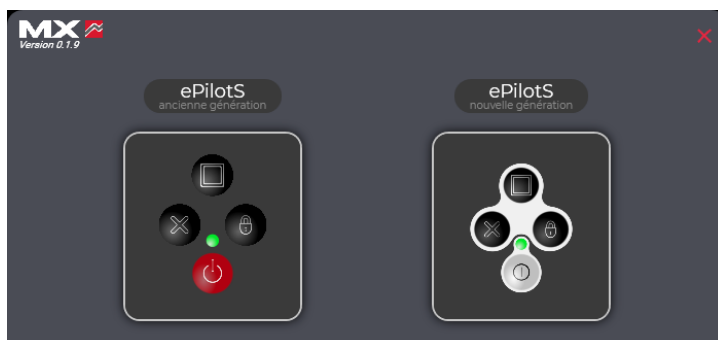 MX
Version 0.1.9
ePilotS
ancienne génération
ePilotS
nouvelle génération